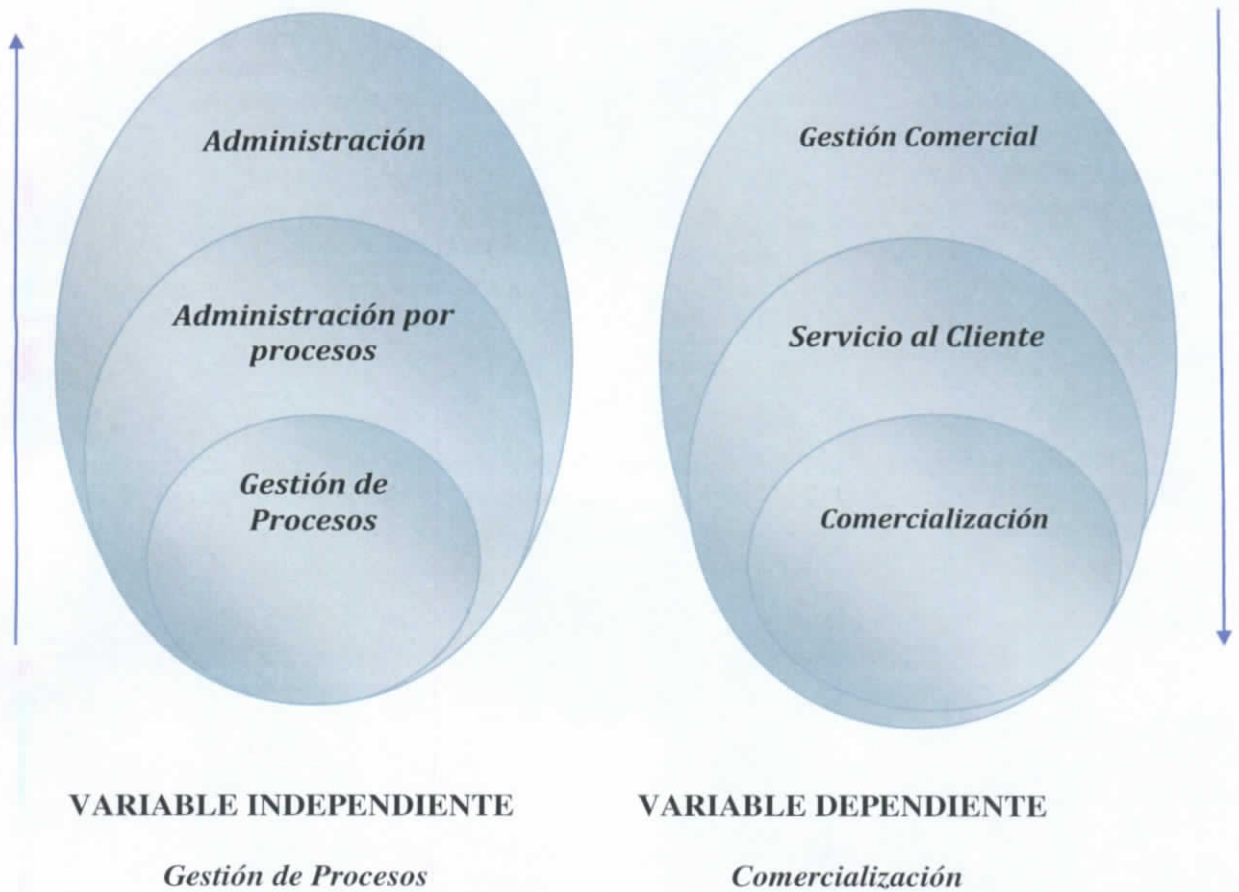 Administración
Administración por
procesos
Gestión de
Procesos
Gestión Comercial
Servicio al Cliente
Comercialización
VARIABLE INDEPENDIENTE
VARIABLE DEPENDIENTE
Gestión de Procesos
Comercialización